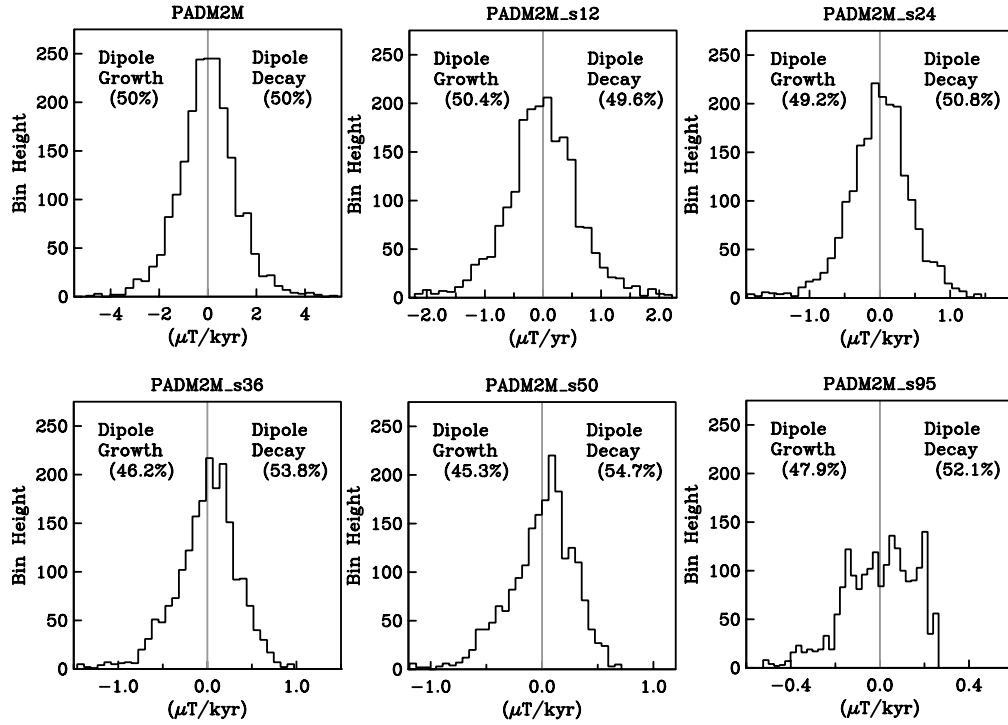 PADM2M
PADM2M_s12
PADM2M_s24
Bin Height
250
200
150
100
50
0
Dipole
Growth
(50%)
Dipole
Decay
(50%)
−4 −2 0 2 4
(μT/kyr)
Bin Height
250
200
150
100
50
0
Dipole
Growth
(50.4%)
Dipole
Decay
(49.6%)
−2.0 −1.0 0.0 1.0 2.0
(μT/yr)
Bin Height
250
200
150
100
50
0
Dipole
Growth
(49.2%)
Dipole
Decay
(50.8%)
−1.0 0.0 1.0
(μT/kyr)
PADM2M_s36
PADM2M_s50
PADM2M_s95
Bin Height
250
200
150
100
50
0
Dipole
Growth
(46.2%)
Dipole
Decay
(53.8%)
−1.0 0.0 1.0
(μT/kyr)
Bin Height
250
200
150
100
50
0
Dipole
Growth
(45.3%)
Dipole
Decay
(54.7%)
−1.0 0.0 1.0
(μT/kyr)
Bin Height
250
200
150
100
50
0
Dipole
Growth
(47.9%)
Dipole
Decay
(52.1%)
−0.4 0.0 0.4
(μT/kyr)